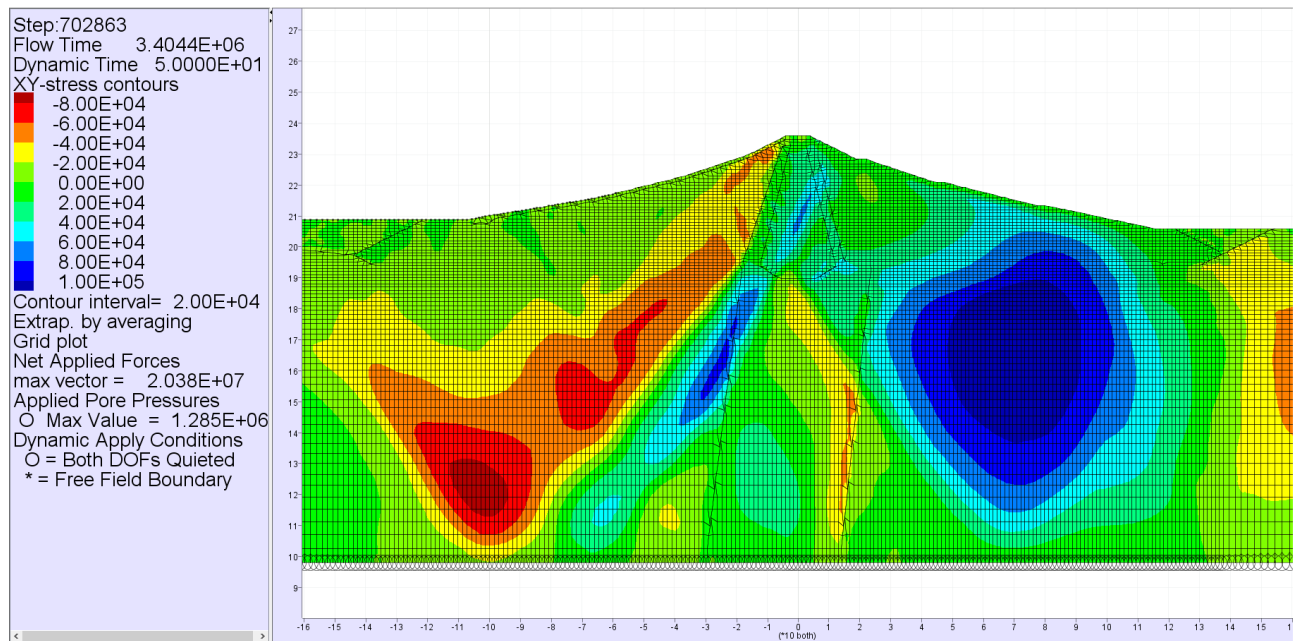 Step:702863
Flow Time 3.4044E+06
Dynamic Time 5.0000E+01
XY-stress contours
-8.00E+04
-6.00E+04
-4.00E+04
-2.00E+04
0.00E+00
2.00E+04
4.00E+04
6.00E+04
8.00E+04
1.00E+05
Contour interval= 2.00E+04
Extrap. by averaging
Grid plot
Net Applied Forces
max vector = 2.038E+07
Applied Pore Pressures
O Max Value = 1.285E+06
Dynamic Apply Conditions
O = Both DOFs Quieted
* = Free Field Boundary
27
26
25
24
23
22
21
20
19
18
17
16
15
14
13
12
11
10
9
-16 -15 -14 -13 -12 -11 -10 -9 -8 -7 -6 -5 -4 -3 -2 -1 0 1 2 3 4 5 6 7 8 9 10 11 12 13 14 15 1
(*10 both)